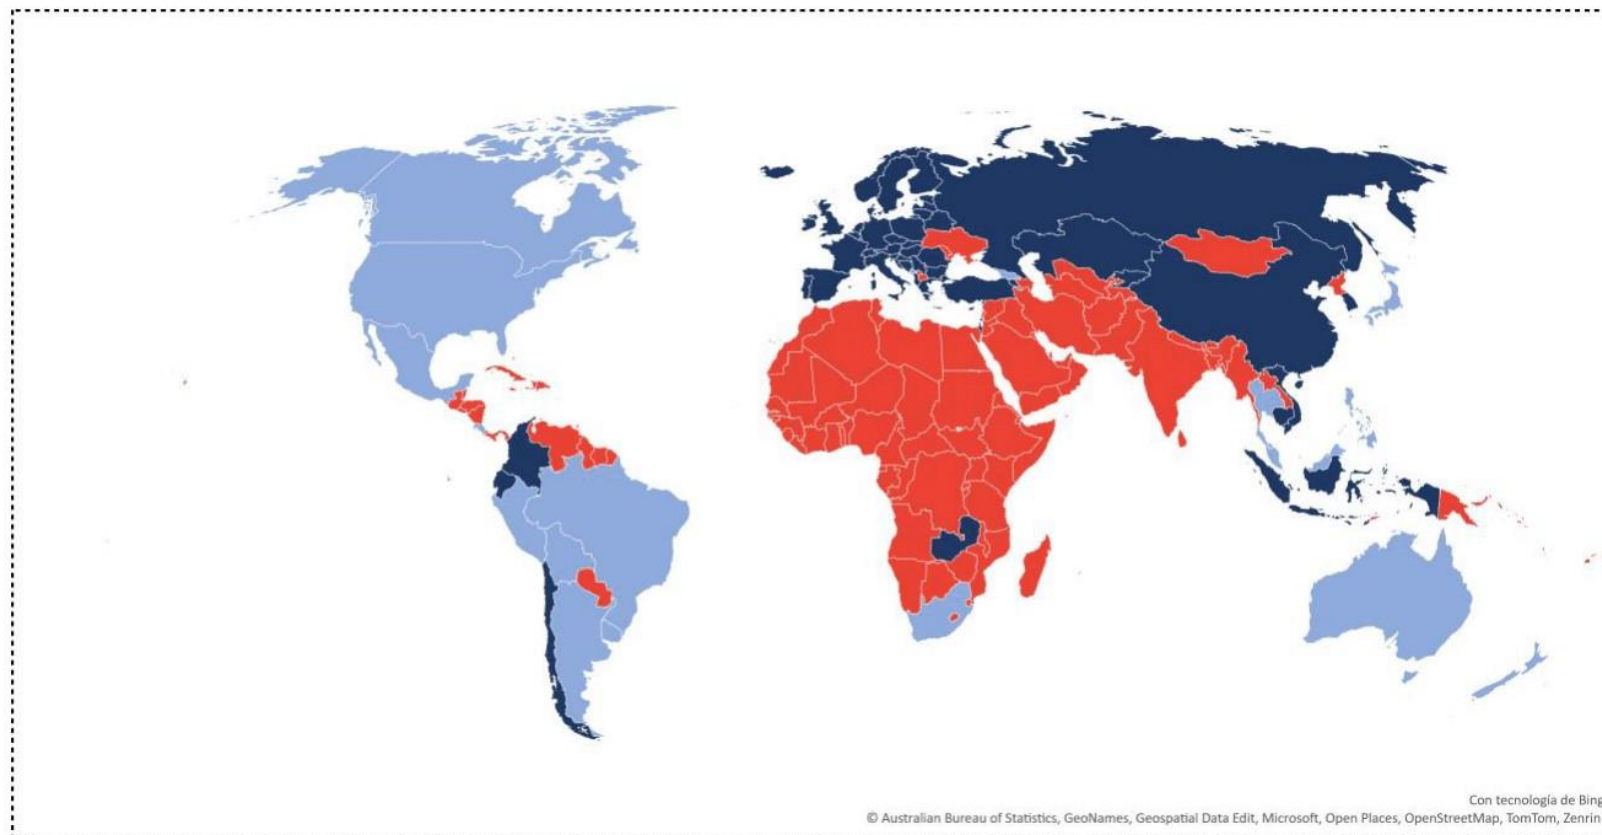 Con tecnología de Bing
© Australian Bureau of Statistics, GeoNames, Geospatial Data Edit, Microsoft, Open Places, OpenStreetMap, TomTom, Zenrin